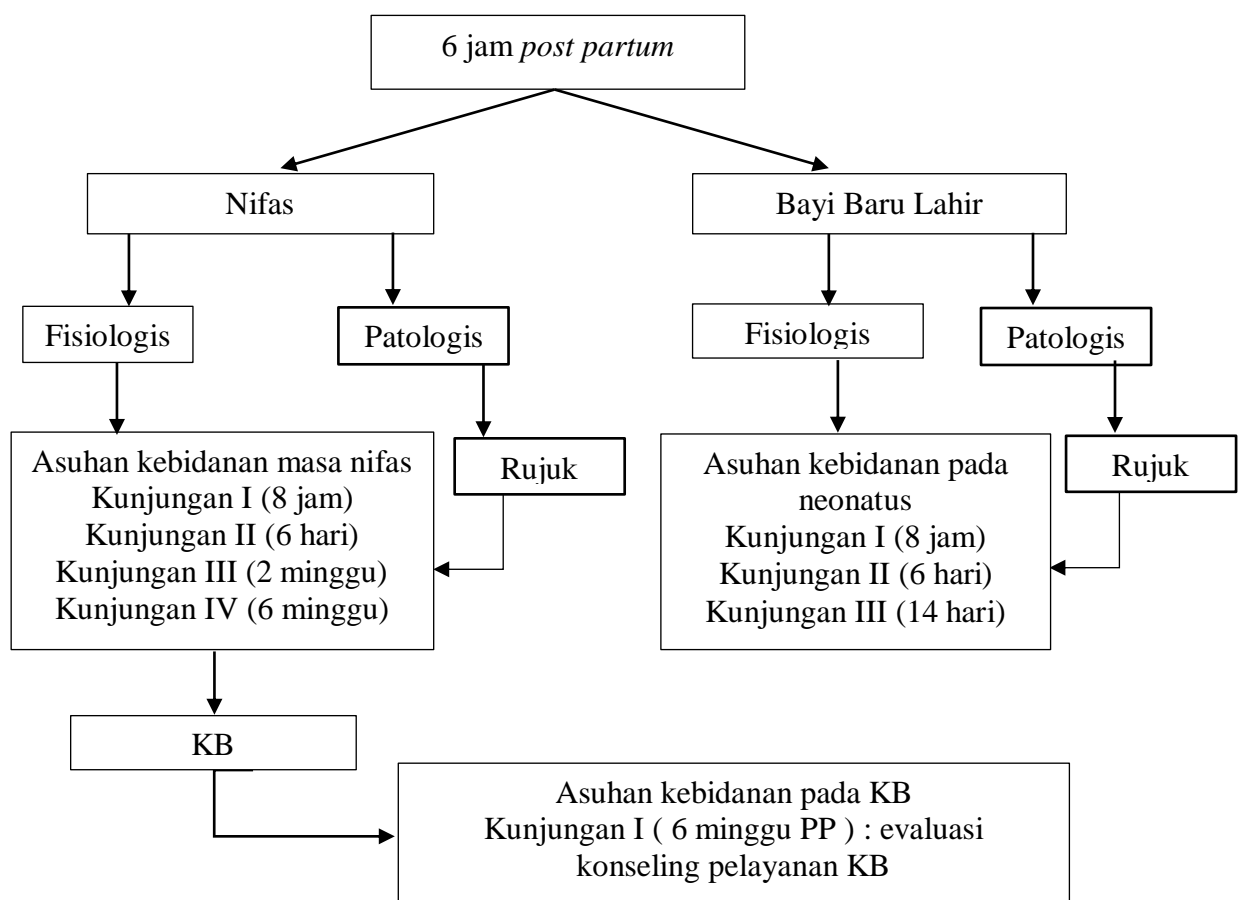 6 jam post partum
Nifas
Bayi Baru Lahir
Fisiologis
Patologis
Fisiologis
Patologis
Asuhan kebidanan masa nifas
Kunjungan I (8 jam)
Kunjungan II (6 hari)
Kunjungan III (2 minggu)
Kunjungan IV (6 minggu)
Rujuk
Asuhan kebidanan pada
neonatus
Kunjungan I (8 jam)
Kunjungan II (6 hari)
Kunjungan III (14 hari)
Rujuk
KB
Asuhan kebidanan pada KB
Kunjungan I ( 6 minggu PP ) : evaluasi
konseling pelayanan KB